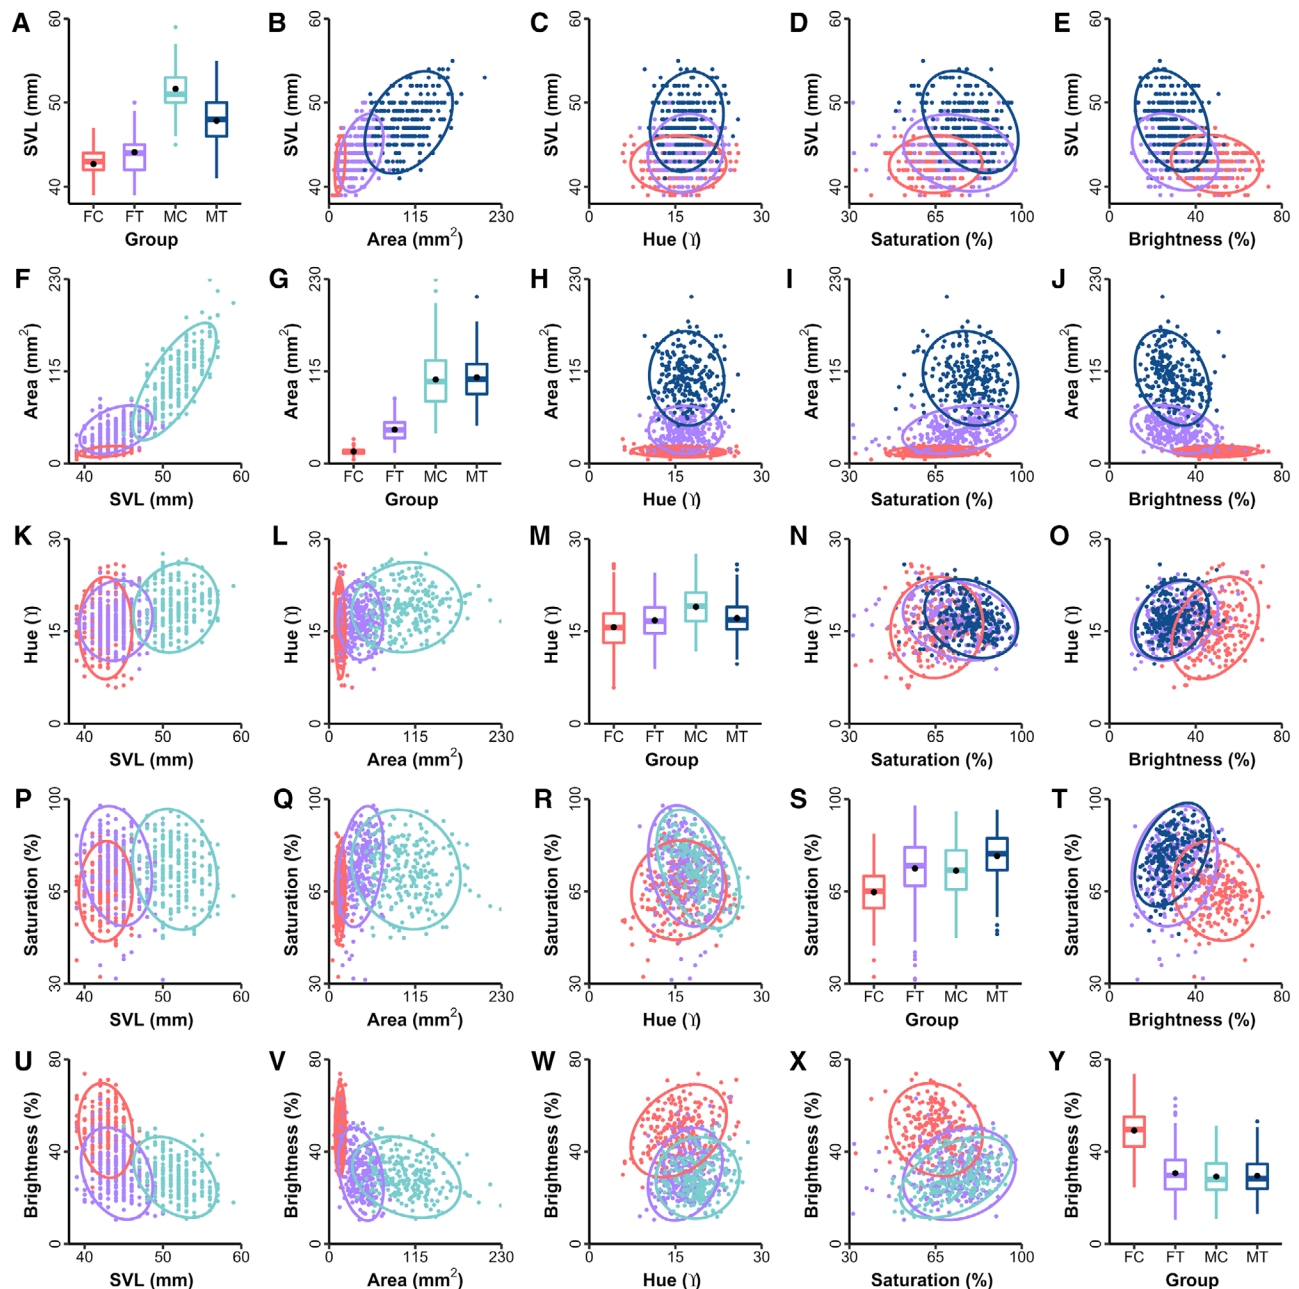 A
SVL (mm)
60
50
40
FC FT MC MT
Group
B
SVL (mm)
60
50
40
0 115 230
Area (mm²)
C
SVL (mm)
60
50
40
0 15 30
Hue (ϒ)
D
SVL (mm)
60
50
40
30 65 100
Saturation (%)
E
SVL (mm)
60
50
40
0 40 80
Brightness (%)
F
Area (mm²)
230
115
0
40 50 60
SVL (mm)
G
Area (mm²)
230
115
0
FC FT MC MT
Group
H
Area (mm²)
230
115
0
0 15 30
Hue (ϒ)
I
Area (mm²)
230
115
0
30 65 100
Saturation (%)
J
Area (mm²)
230
115
0
0 40 80
Brightness (%)
K
Hue (ϒ)
30
15
0
40 50 60
SVL (mm)
L
Hue (ϒ)
30
15
0
0 115 230
Area (mm²)
M
Hue (ϒ)
30
15
0
FC FT MC MT
Group
N
Hue (ϒ)
30
15
0
30 65 100
Saturation (%)
O
Hue (ϒ)
30
15
0
0 40 80
Brightness (%)
P
Saturation (%)
100
65
30
40 50 60
SVL (mm)
Q
Saturation (%)
100
65
30
0 115 230
Area (mm²)
R
Saturation (%)
100
65
30
0 15 30
Hue (ϒ)
S
Saturation (%)
100
65
30
FC FT MC MT
Group
T
Saturation (%)
100
65
30
0 40 80
Brightness (%)
U
Brightness (%)
80
40
0
40 50 60
SVL (mm)
V
Brightness (%)
80
40
0
0 115 230
Area (mm²)
W
Brightness (%)
80
40
0
0 15 30
Hue (ϒ)
X
Brightness (%)
80
40
0
30 65 100
Saturation (%)
Y
Brightness (%)
80
40
0
FC FT MC MT
Group